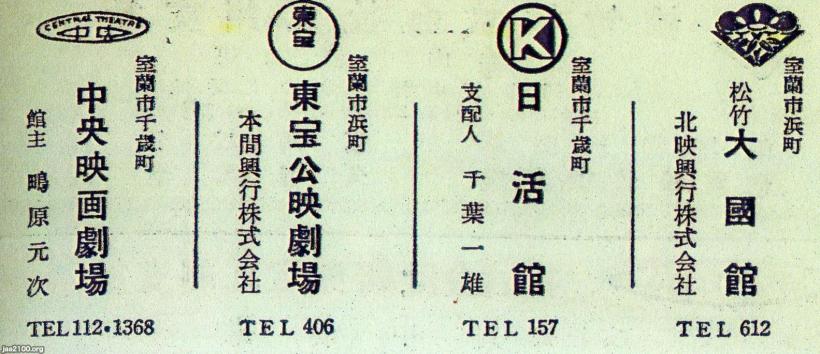 室蘭市浜町
松竹大國館
北映興行株式会社
TEL 612
K
室蘭市千歳町
日活館
支配人 千葉一雄
TEL 157
東宝
室蘭市浜町
東宝公映劇場
本間興行株式会社
TEL 406
CENTRAL THEATRE
中央
室蘭市千歳町
中央映画劇場
館主 鴫原元次
TEL 112・1368
jaa2100.org